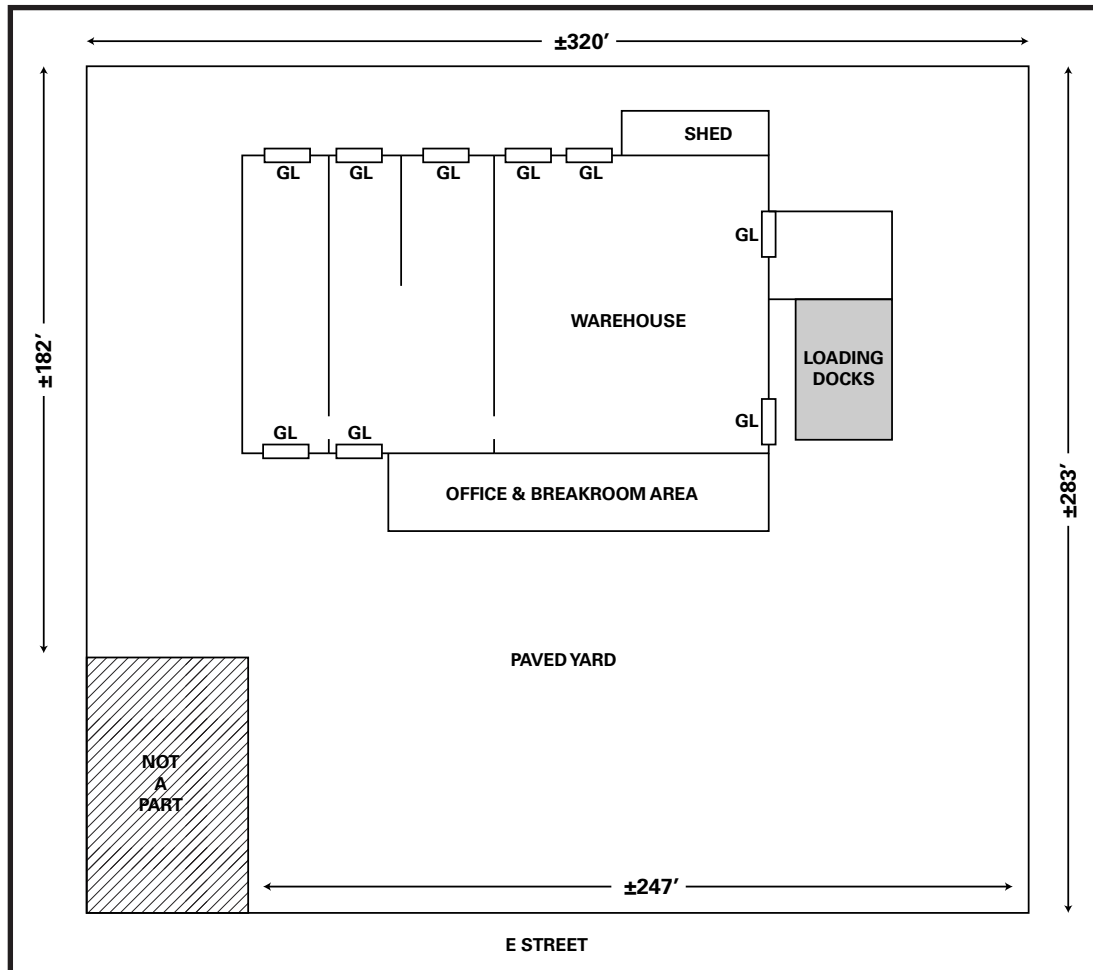 ±320’
SHED
GL
GL
GL
GL
GL
GL
WAREHOUSE
±182’
LOADING
DOCKS
GL
GL
GL
OFFICE & BREAKROOM AREA
±283’
PAVED YARD
NOT
A
PART
±247’
E STREET